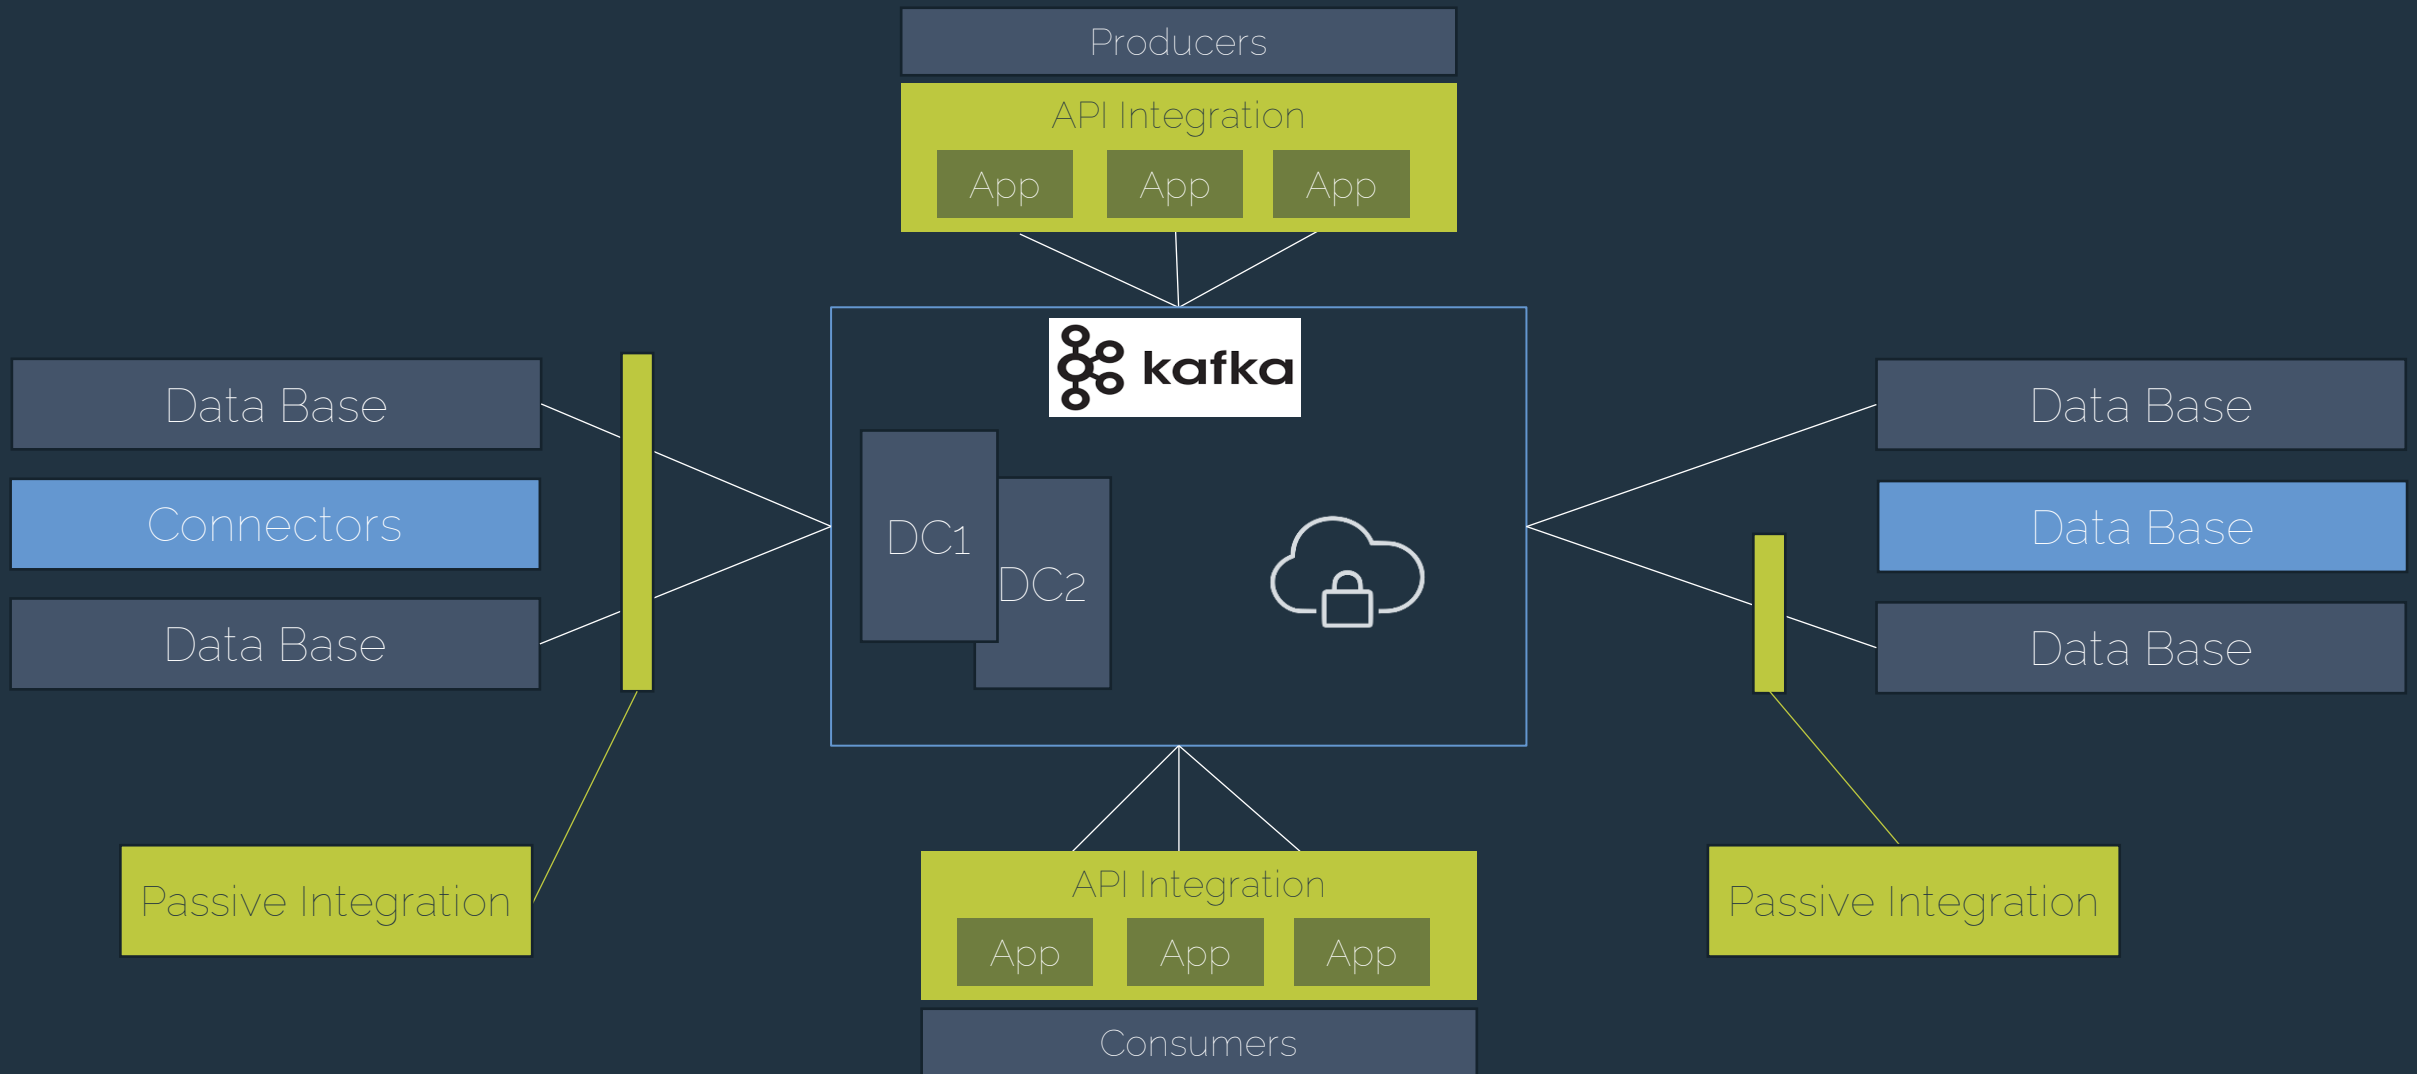 Producers
API Integration
App App App
kafka
Data Base
Connectors
Data Base
DC1
DC2
Data Base
Data Base
Data Base
Passive Integration
Passive Integration
API Integration
App App App
Consumers